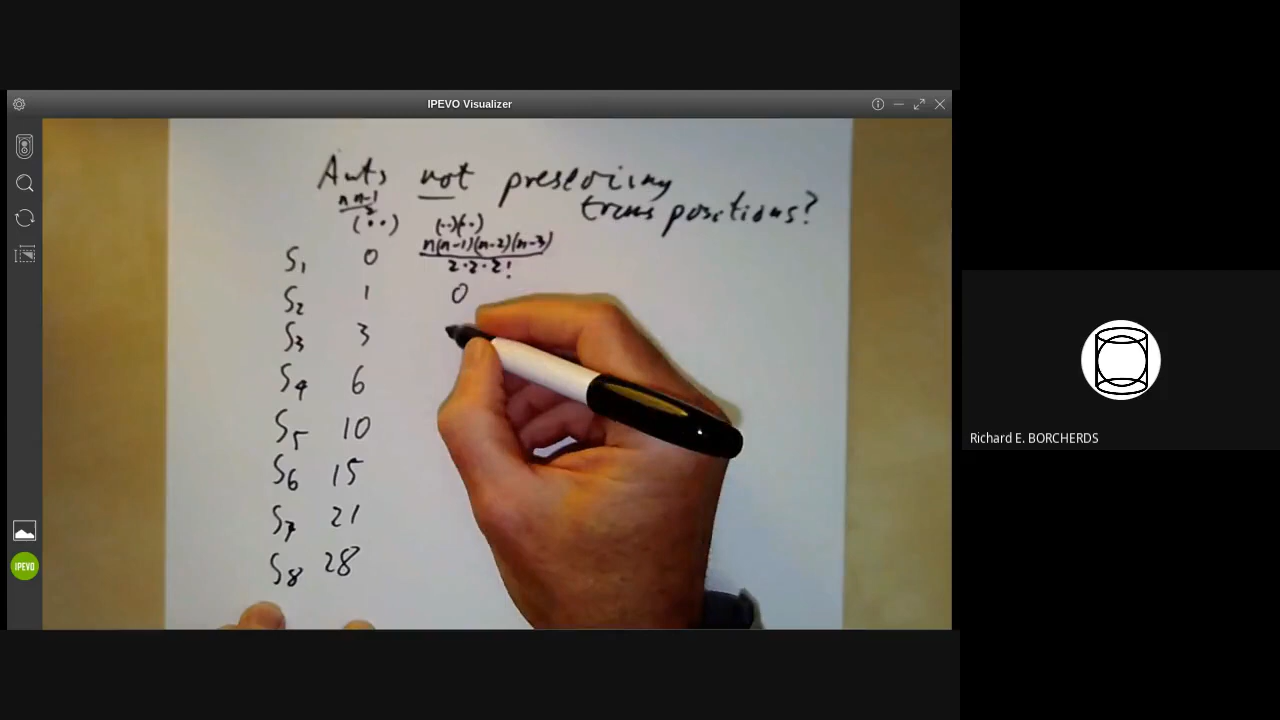 IPEVO Visualizer
Auts not preserving
transpositions?
n n-1 / 2
(··) (··)(··)
n(n-1)(n-2)(n-3) / 2·2·2!
S1 0
S2 1 0
S3 3
S4 6
S5 10
S6 15
S7 21
S8 28
IPEVO
Richard E. BORCHERDS